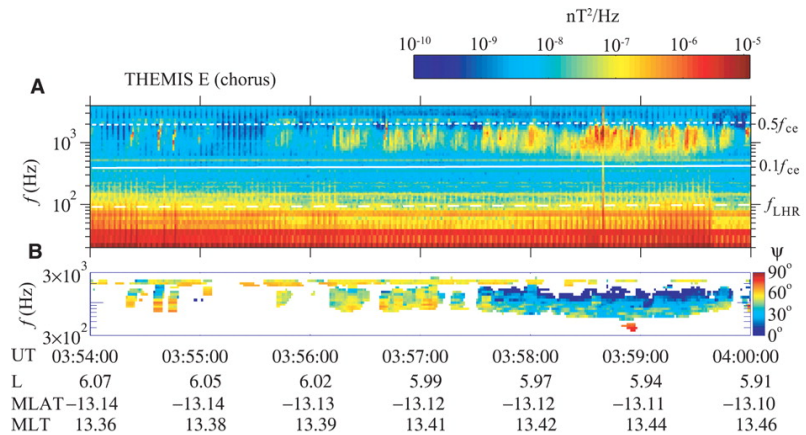 nT²/Hz
10⁻¹⁰ 10⁻⁹ 10⁻⁸ 10⁻⁷ 10⁻⁶ 10⁻⁵
A THEMIS E (chorus)
f (Hz)
10³
10²
0.5fce
0.1fce
fLHR
B
f (Hz)
3×10³
3×10²
ψ
90°
60°
30°
0°
UT 03:54:00 03:55:00 03:56:00 03:57:00 03:58:00 03:59:00 04:00:00
L 6.07 6.05 6.02 5.99 5.97 5.94 5.91
MLAT −13.14 −13.14 −13.13 −13.12 −13.12 −13.11 −13.10
MLT 13.36 13.38 13.39 13.41 13.42 13.44 13.46